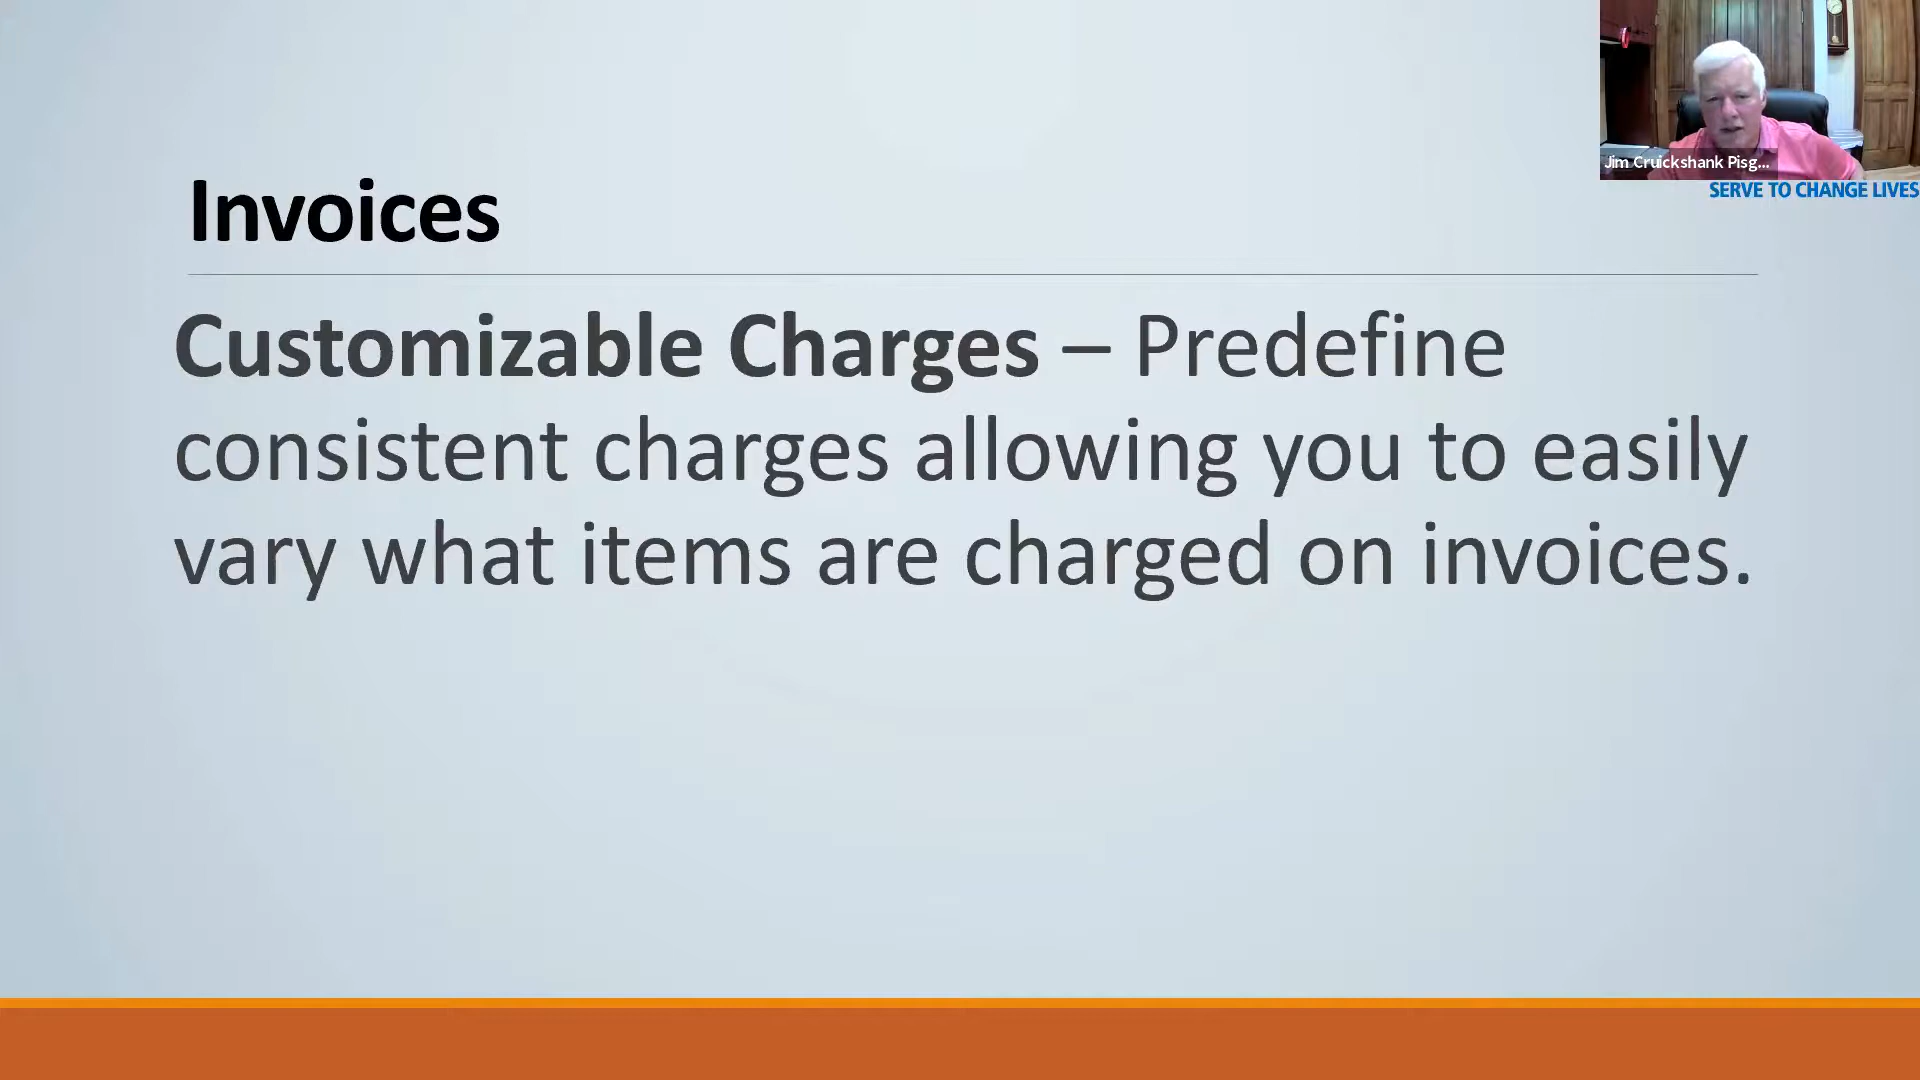 Jim Cruickshank Pisg...
SERVE TO CHANGE LIVES
Invoices
Customizable Charges – Predefine
consistent charges allowing you to easily
vary what items are charged on invoices.